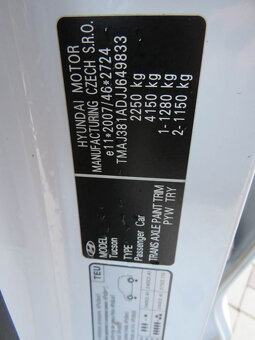 HYUNDAI MOTOR
MANUFACTURING CZECH S.R.O.
e11*2007/46*2724
TMAJ381ADJJ649833
2250 kg
4150 kg
1-1280 kg
2-1150 kg
MODEL
Tucson
TYPE
Passenger Car
TRANS AXLE PAINT TRIM
PYW TRY
TEU